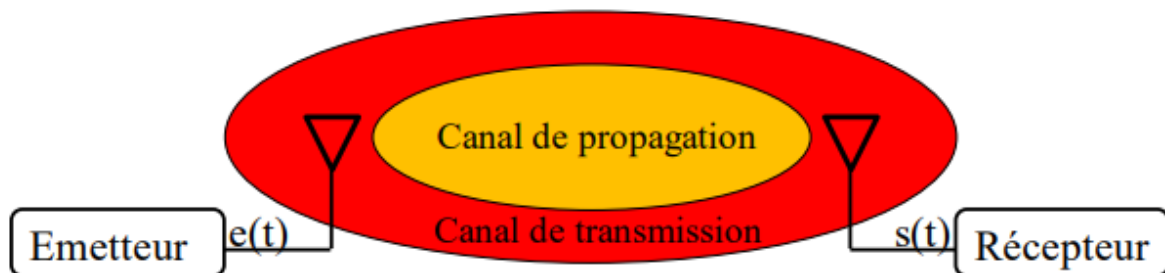 Canal de propagation
Emetteur e(t) Canal de transmission s(t) Récepteur